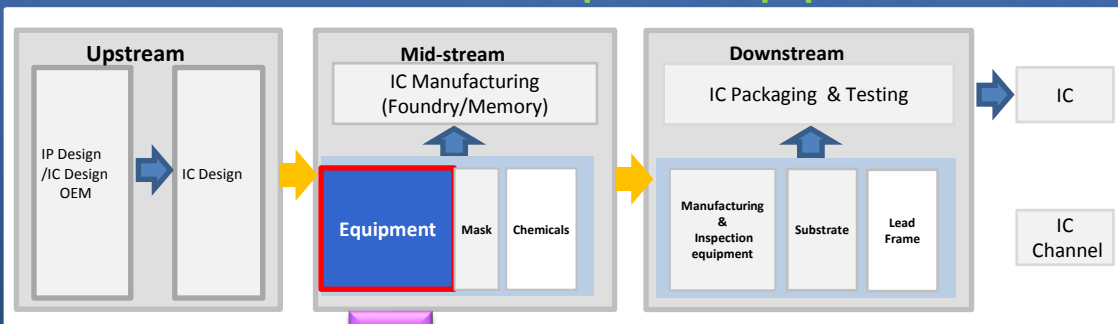 Upstream
IP Design
/IC Design
OEM
IC Design
Mid-stream
IC Manufacturing
(Foundry/Memory)
Equipment
Mask
Chemicals
Downstream
IC Packaging & Testing
Manufacturing
&
Inspection
equipment
Substrate
Lead
Frame
IC
IC
Channel